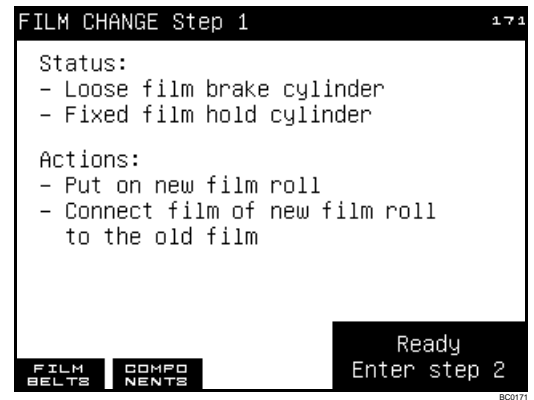 FILM CHANGE Step 1
171
Status:
- Loose film brake cylinder
- Fixed film hold cylinder
Actions:
- Put on new film roll
- Connect film of new film roll
to the old film
Ready
Enter step 2
FILM
BELTS
COMPO
NENTS
BC0171